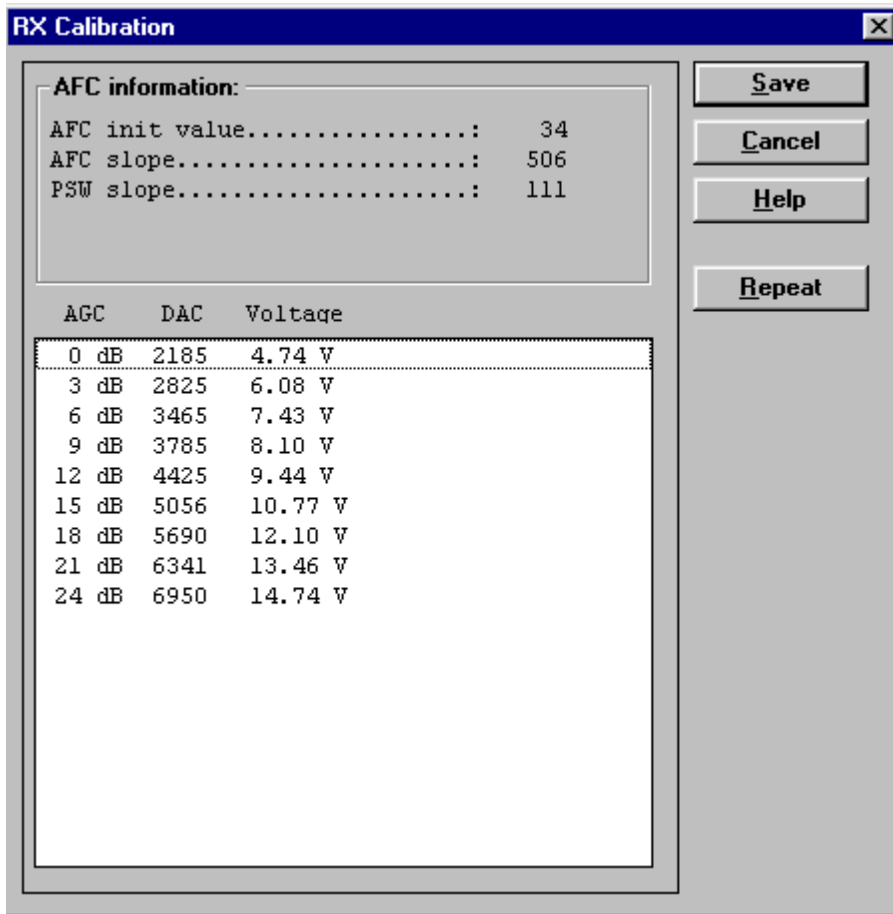 RX Calibration
AFC information:
AFC init value................: 34
AFC slope.....................: 506
PSW slope.....................: 111
Save
Cancel
Help
Repeat
AGC DAC Voltage
0 dB 2185 4.74 V
3 dB 2825 6.08 V
6 dB 3465 7.43 V
9 dB 3785 8.10 V
12 dB 4425 9.44 V
15 dB 5056 10.77 V
18 dB 5690 12.10 V
21 dB 6341 13.46 V
24 dB 6950 14.74 V